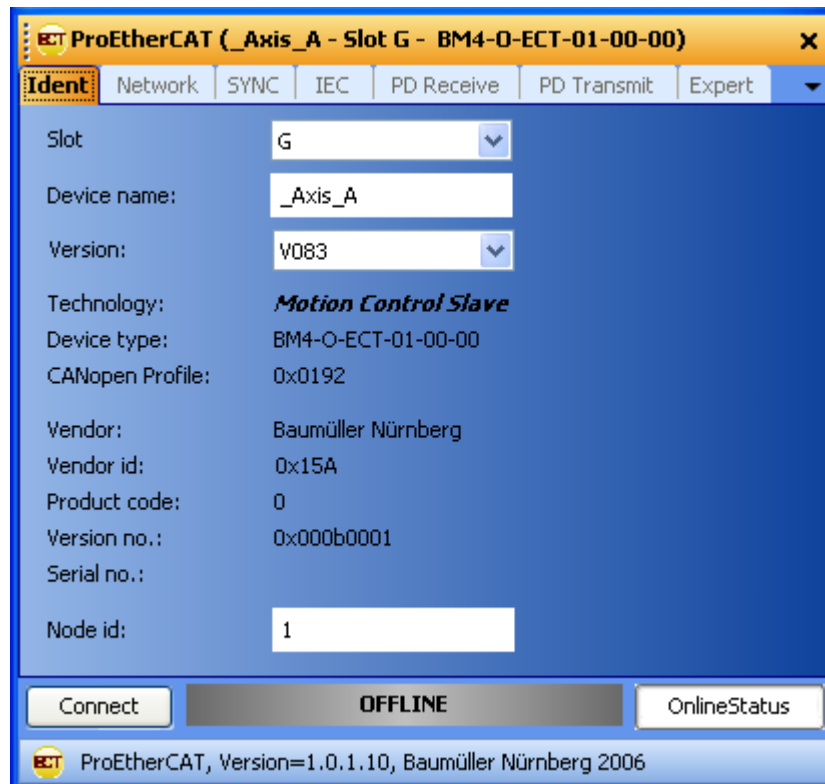 ECT ProEtherCAT (_Axis_A - Slot G - BM4-O-ECT-01-00-00)
Ident Network SYNC IEC PD Receive PD Transmit Expert
Slot G
Device name: _Axis_A
Version: V083
Technology: Motion Control Slave
Device type: BM4-O-ECT-01-00-00
CANopen Profile: 0x0192
Vendor: Baumüller Nürnberg
Vendor id: 0x15A
Product code: 0
Version no.: 0x000b0001
Serial no.:
Node id: 1
Connect OFFLINE OnlineStatus
ECT ProEtherCAT, Version=1.0.1.10, Baumüller Nürnberg 2006